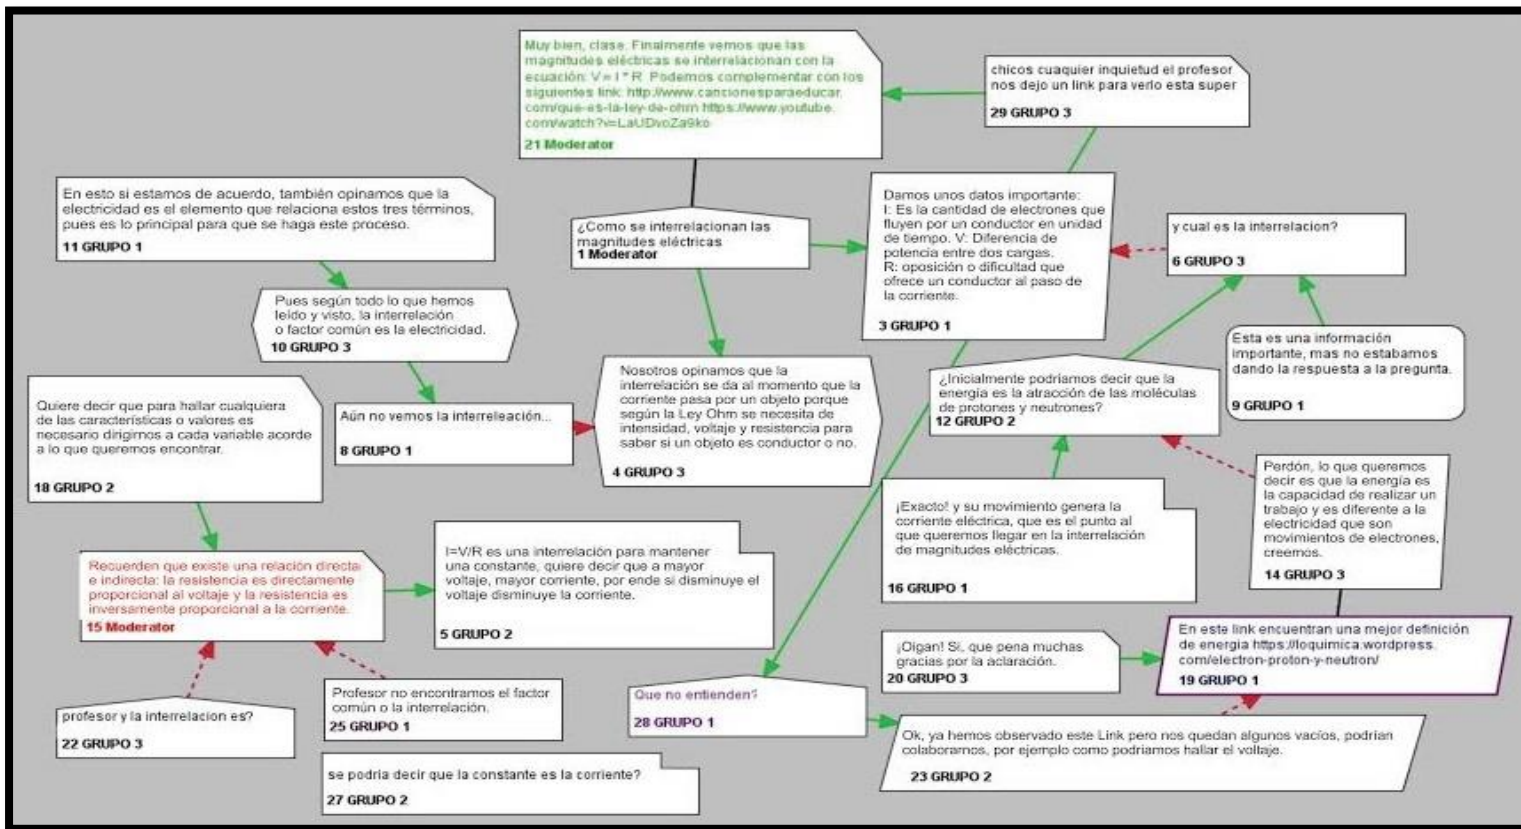 Muy bien, clase. Finalmente vemos que las
magnitudes eléctricas se interrelacionan con la
ecuación: V = I * R Podemos complementar con los
siguientes link: http://www.cancionesparaeducar.
com/que-es-la-ley-de-ohm https://www.youtube.
com/watch?v=LaUDvoZa9ko
21 Moderator
chicos cuaquier inquietud el profesor
nos dejo un link para verlo esta super
29 GRUPO 3
En esto si estamos de acuerdo, también opinamos que la
electricidad es el elemento que relaciona estos tres términos,
pues es lo principal para que se haga este proceso.
11 GRUPO 1
¿Como se interrelacionan las
magnitudes eléctricas
1 Moderator
Damos unos datos importante:
I: Es la cantidad de electrones que
fluyen por un conductor en unidad
de tiempo. V: Diferencia de
potencia entre dos cargas.
R: oposición o dificultad que
ofrece un conductor al paso de
la corriente.
3 GRUPO 1
y cual es la interrelacion?
6 GRUPO 3
Pues según todo lo que hemos
leído y visto, la interrelación
o factor común es la electricidad.
10 GRUPO 3
Esta es una información
importante, mas no estabamos
dando la respuesta a la pregunta.
9 GRUPO 1
Quiere decir que para hallar cualquiera
de las características o valores es
necesario dirigirnos a cada variable acorde
a lo que queremos encontrar.
18 GRUPO 2
Aún no vemos la interreleación...
8 GRUPO 1
Nosotros opinamos que la
interrelación se da al momento que la
corriente pasa por un objeto porque
según la Ley Ohm se necesita de
intensidad, voltaje y resistencia para
saber si un objeto es conductor o no.
4 GRUPO 3
¿Inicialmente podríamos decir que la
energía es la atracción de las moléculas
de protones y neutrones?
12 GRUPO 2
Perdón, lo que queremos
decir es que la energía es
la capacidad de realizar un
trabajo y es diferente a la
electricidad que son
movimientos de electrones,
creemos.
14 GRUPO 3
¡Exacto! y su movimiento genera la
corriente eléctrica, que es el punto al
que queremos llegar en la interrelación
de magnitudes eléctricas.
16 GRUPO 1
Recuerden que existe una relación directa
e indirecta: la resistencia es directamente
proporcional al voltaje y la resistencia es
inversamente proporcional a la corriente.
15 Moderator
I=V/R es una interrelación para mantener
una constante, quiere decir que a mayor
voltaje, mayor corriente, por ende si disminuye el
voltaje disminuye la corriente.
5 GRUPO 2
¡Oigan! Si, que pena muchas
gracias por la aclaración.
20 GRUPO 3
En este link encuentran una mejor definición
de energia https://loquimica.wordpress.
com/electron-proton-y-neutron/
19 GRUPO 1
profesor y la interrelacion es?
22 GRUPO 3
Profesor no encontramos el factor
común o la interrelación.
25 GRUPO 1
Que no entienden?
28 GRUPO 1
Ok, ya hemos observado este Link pero nos quedan algunos vacíos, podrían
colaborarnos, por ejemplo como podriamos hallar el voltaje.
23 GRUPO 2
se podria decir que la constante es la corriente?
27 GRUPO 2